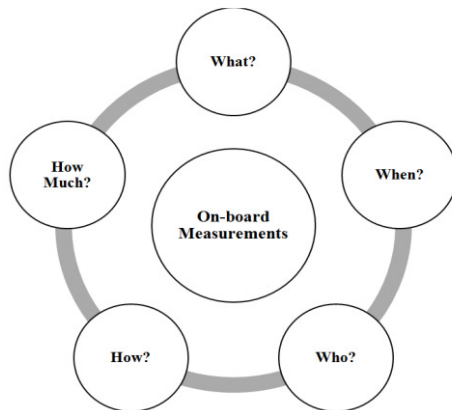 What?
How
Much?
When?
On-board
Measurements
How?
Who?